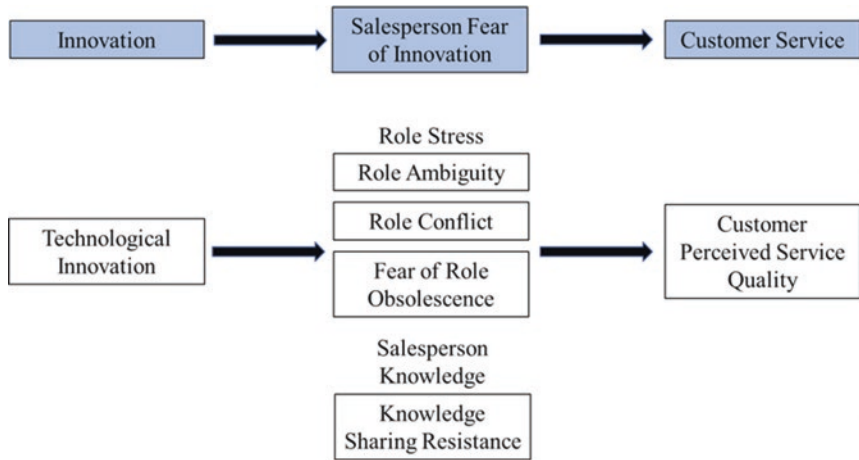 Innovation
Salesperson Fear
of Innovation
Customer Service
Role Stress
Role Ambiguity
Role Conflict
Fear of Role
Obsolescence
Technological
Innovation
Customer
Perceived Service
Quality
Salesperson
Knowledge
Knowledge
Sharing Resistance